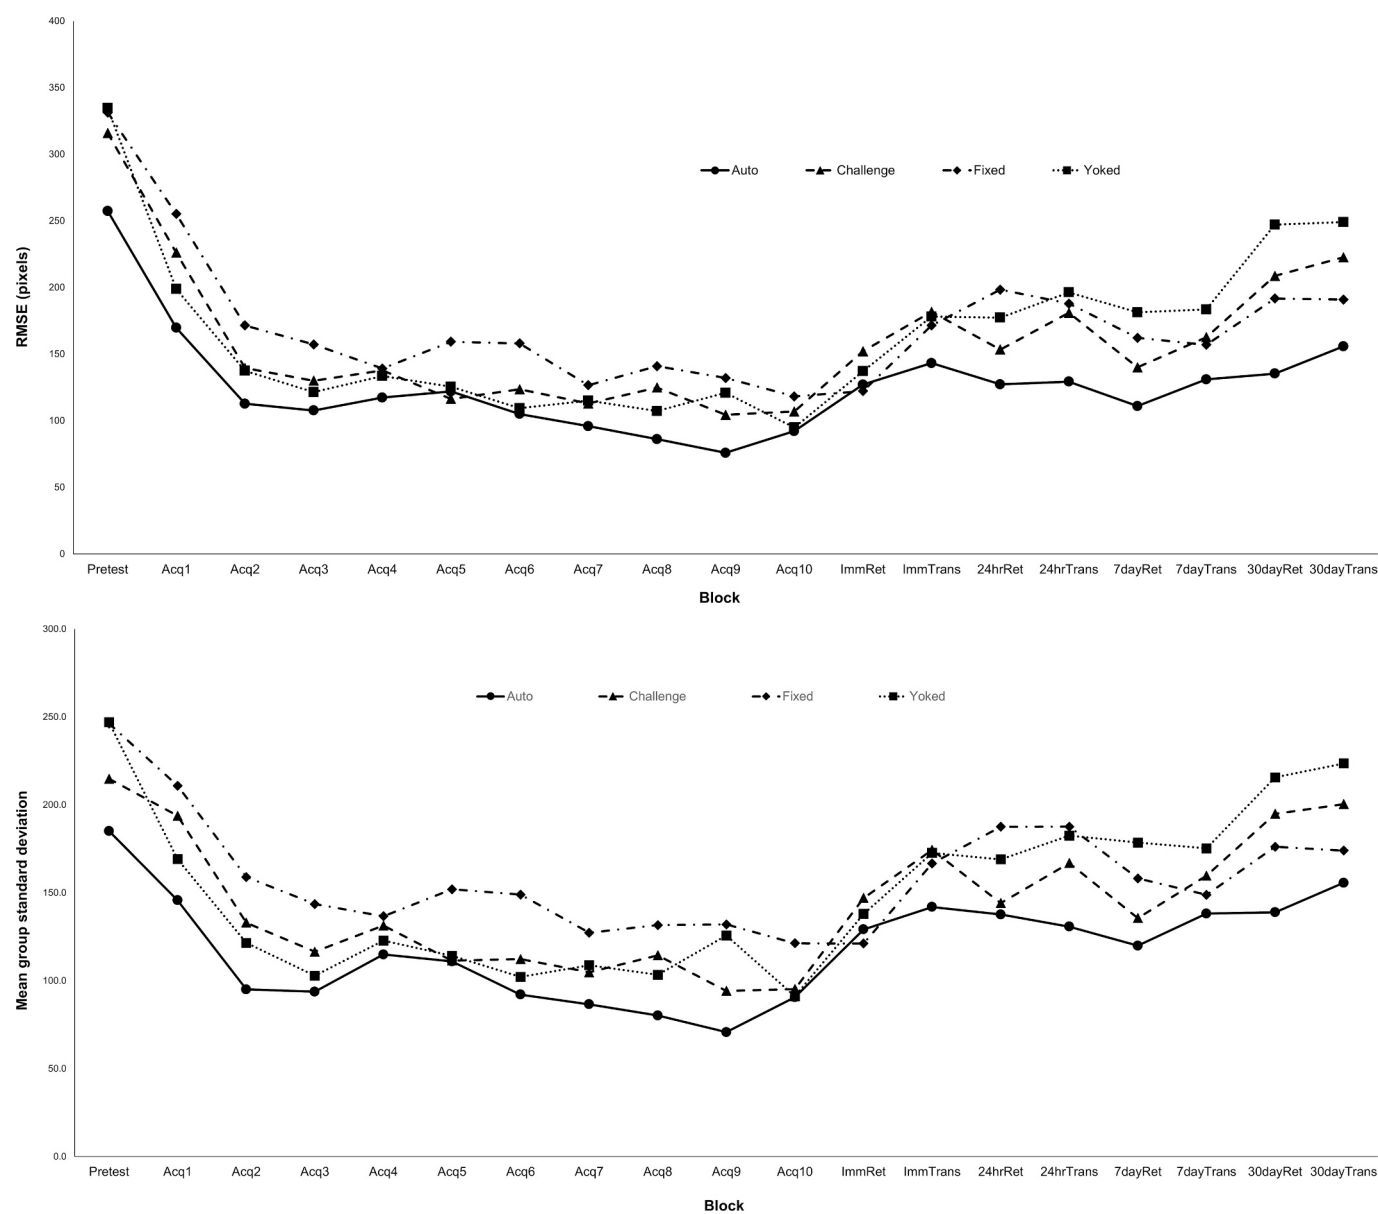 400
350
300
250
200
150
100
50
0
RMSE (pixels)
Auto Challenge Fixed Yoked
Pretest Acq1 Acq2 Acq3 Acq4 Acq5 Acq6 Acq7 Acq8 Acq9 Acq10 ImmRet ImmTrans 24hrRet 24hrTrans 7dayRet 7dayTrans 30dayRet 30dayTrans
Block
300.0
250.0
200.0
150.0
100.0
50.0
0.0
Mean group standard deviation
Auto Challenge Fixed Yoked
Pretest Acq1 Acq2 Acq3 Acq4 Acq5 Acq6 Acq7 Acq8 Acq9 Acq10 ImmRet ImmTrans 24hrRet 24hrTrans 7dayRet 7dayTrans 30dayRet 30dayTrans
Block